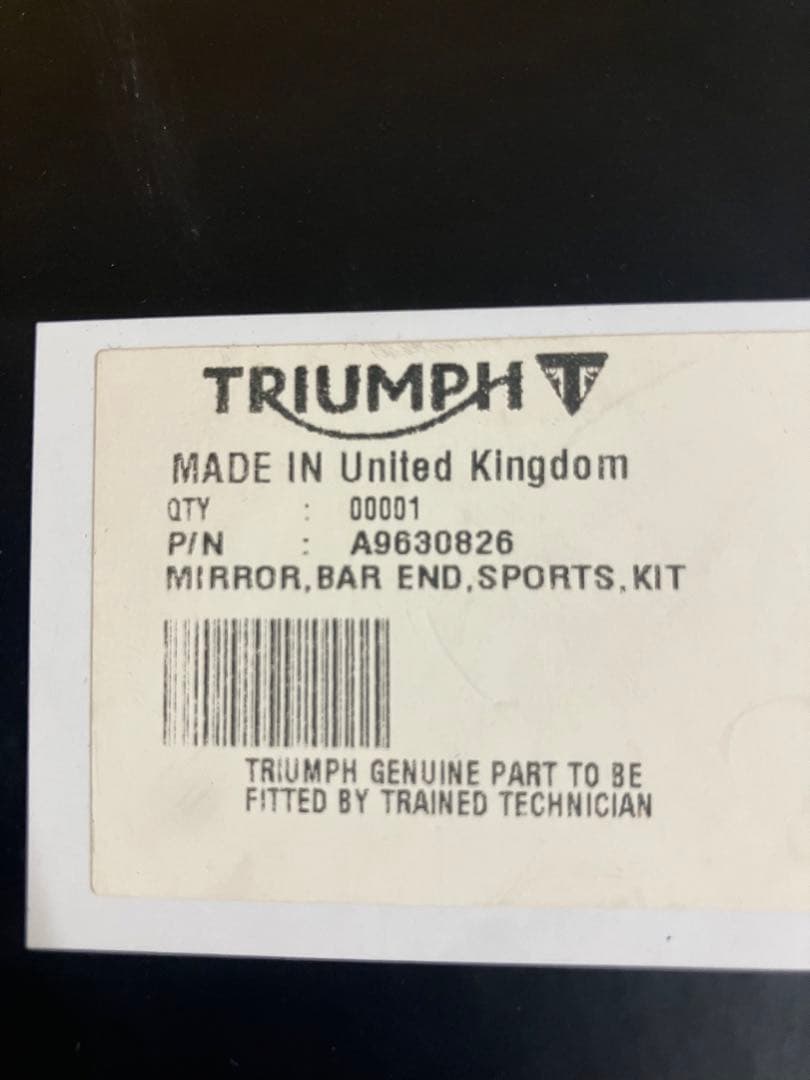 TRIUMPH
MADE IN United Kingdom
QTY : 00001
P/N : A9630826
MIRROR,BAR END,SPORTS,KIT
TRIUMPH GENUINE PART TO BE
FITTED BY TRAINED TECHNICIAN